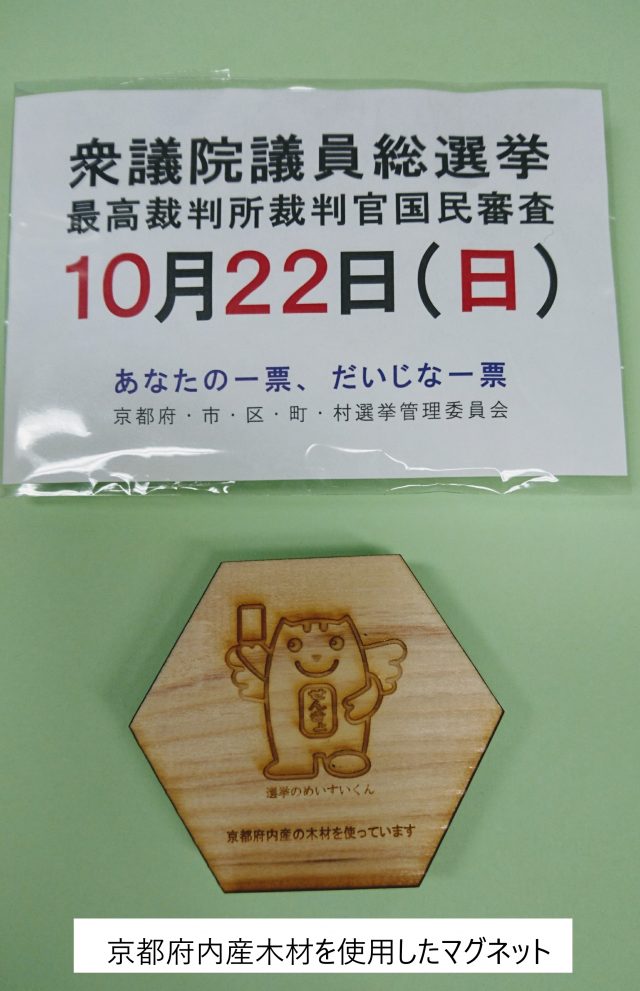 衆議院議員総選挙
最高裁判所裁判官国民審査
10月22日(日)
あなたの一票、だいじな一票
京都府・市・区・町・村選挙管理委員会
せんきょ
選挙のめいすいくん
京都府内産の木材を使っています
京都府内産木材を使用したマグネット